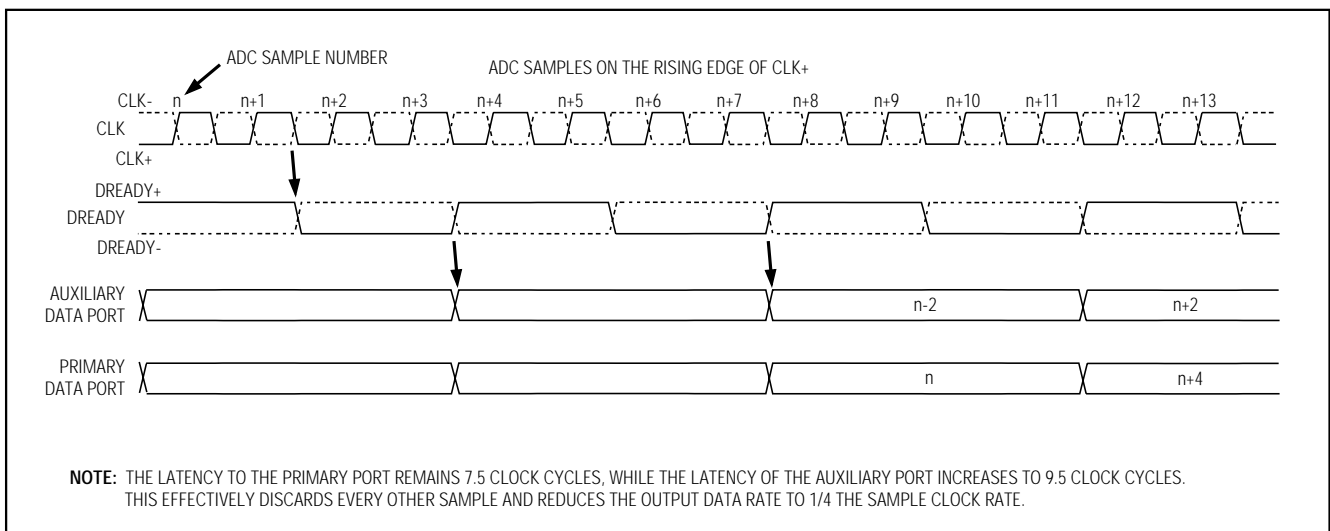 ADC SAMPLE NUMBER
ADC SAMPLES ON THE RISING EDGE OF CLK+
CLK- n n+1 n+2 n+3 n+4 n+5 n+6 n+7 n+8 n+9 n+10 n+11 n+12 n+13
CLK
CLK+
DREADY+
DREADY
DREADY-
AUXILIARY
DATA PORT
n-2 n+2
PRIMARY
DATA PORT
n n+4
NOTE: THE LATENCY TO THE PRIMARY PORT REMAINS 7.5 CLOCK CYCLES, WHILE THE LATENCY OF THE AUXILIARY PORT INCREASES TO 9.5 CLOCK CYCLES.
THIS EFFECTIVELY DISCARDS EVERY OTHER SAMPLE AND REDUCES THE OUTPUT DATA RATE TO 1/4 THE SAMPLE CLOCK RATE.